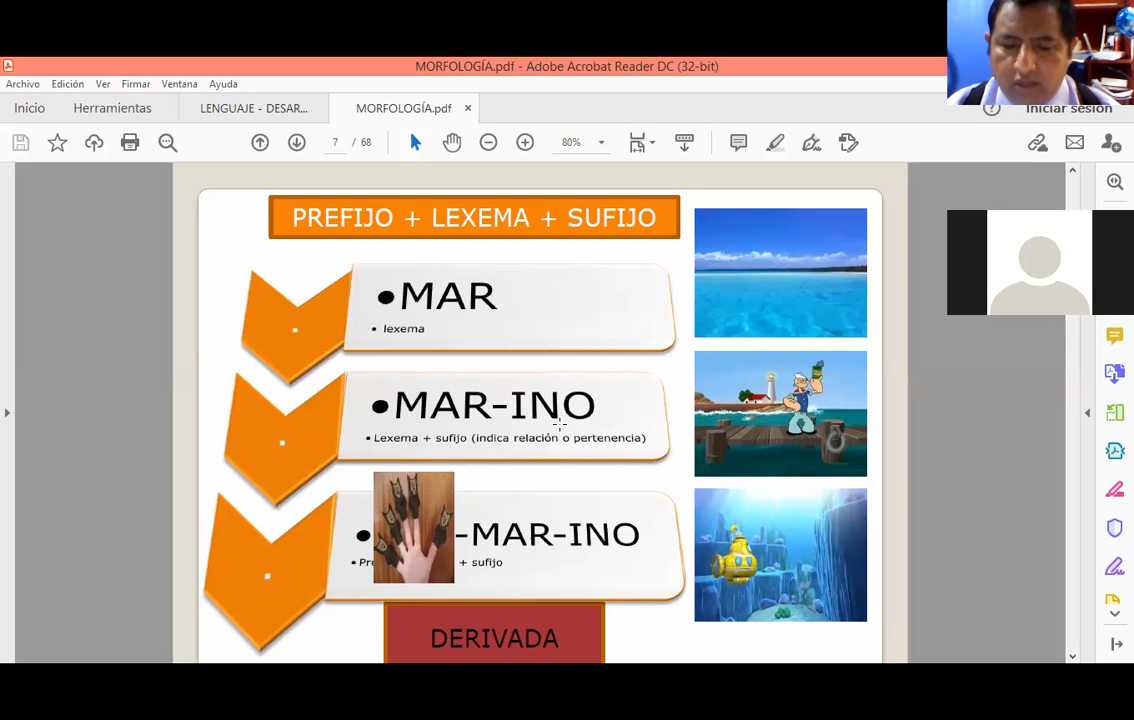 MORFOLOGÍA.pdf - Adobe Acrobat Reader DC (32-bit)
Archivo Edición Ver Firmar Ventana Ayuda
Inicio Herramientas LENGUAJE - DESAR... MORFOLOGÍA.pdf × Iniciar sesión
7 / 68 80%
PREFIJO + LEXEMA + SUFIJO
•MAR
• lexema
•MAR-INO
•Lexema + sufijo (indica relación o pertenencia)
• -MAR-INO
•Pre + sufijo
DERIVADA